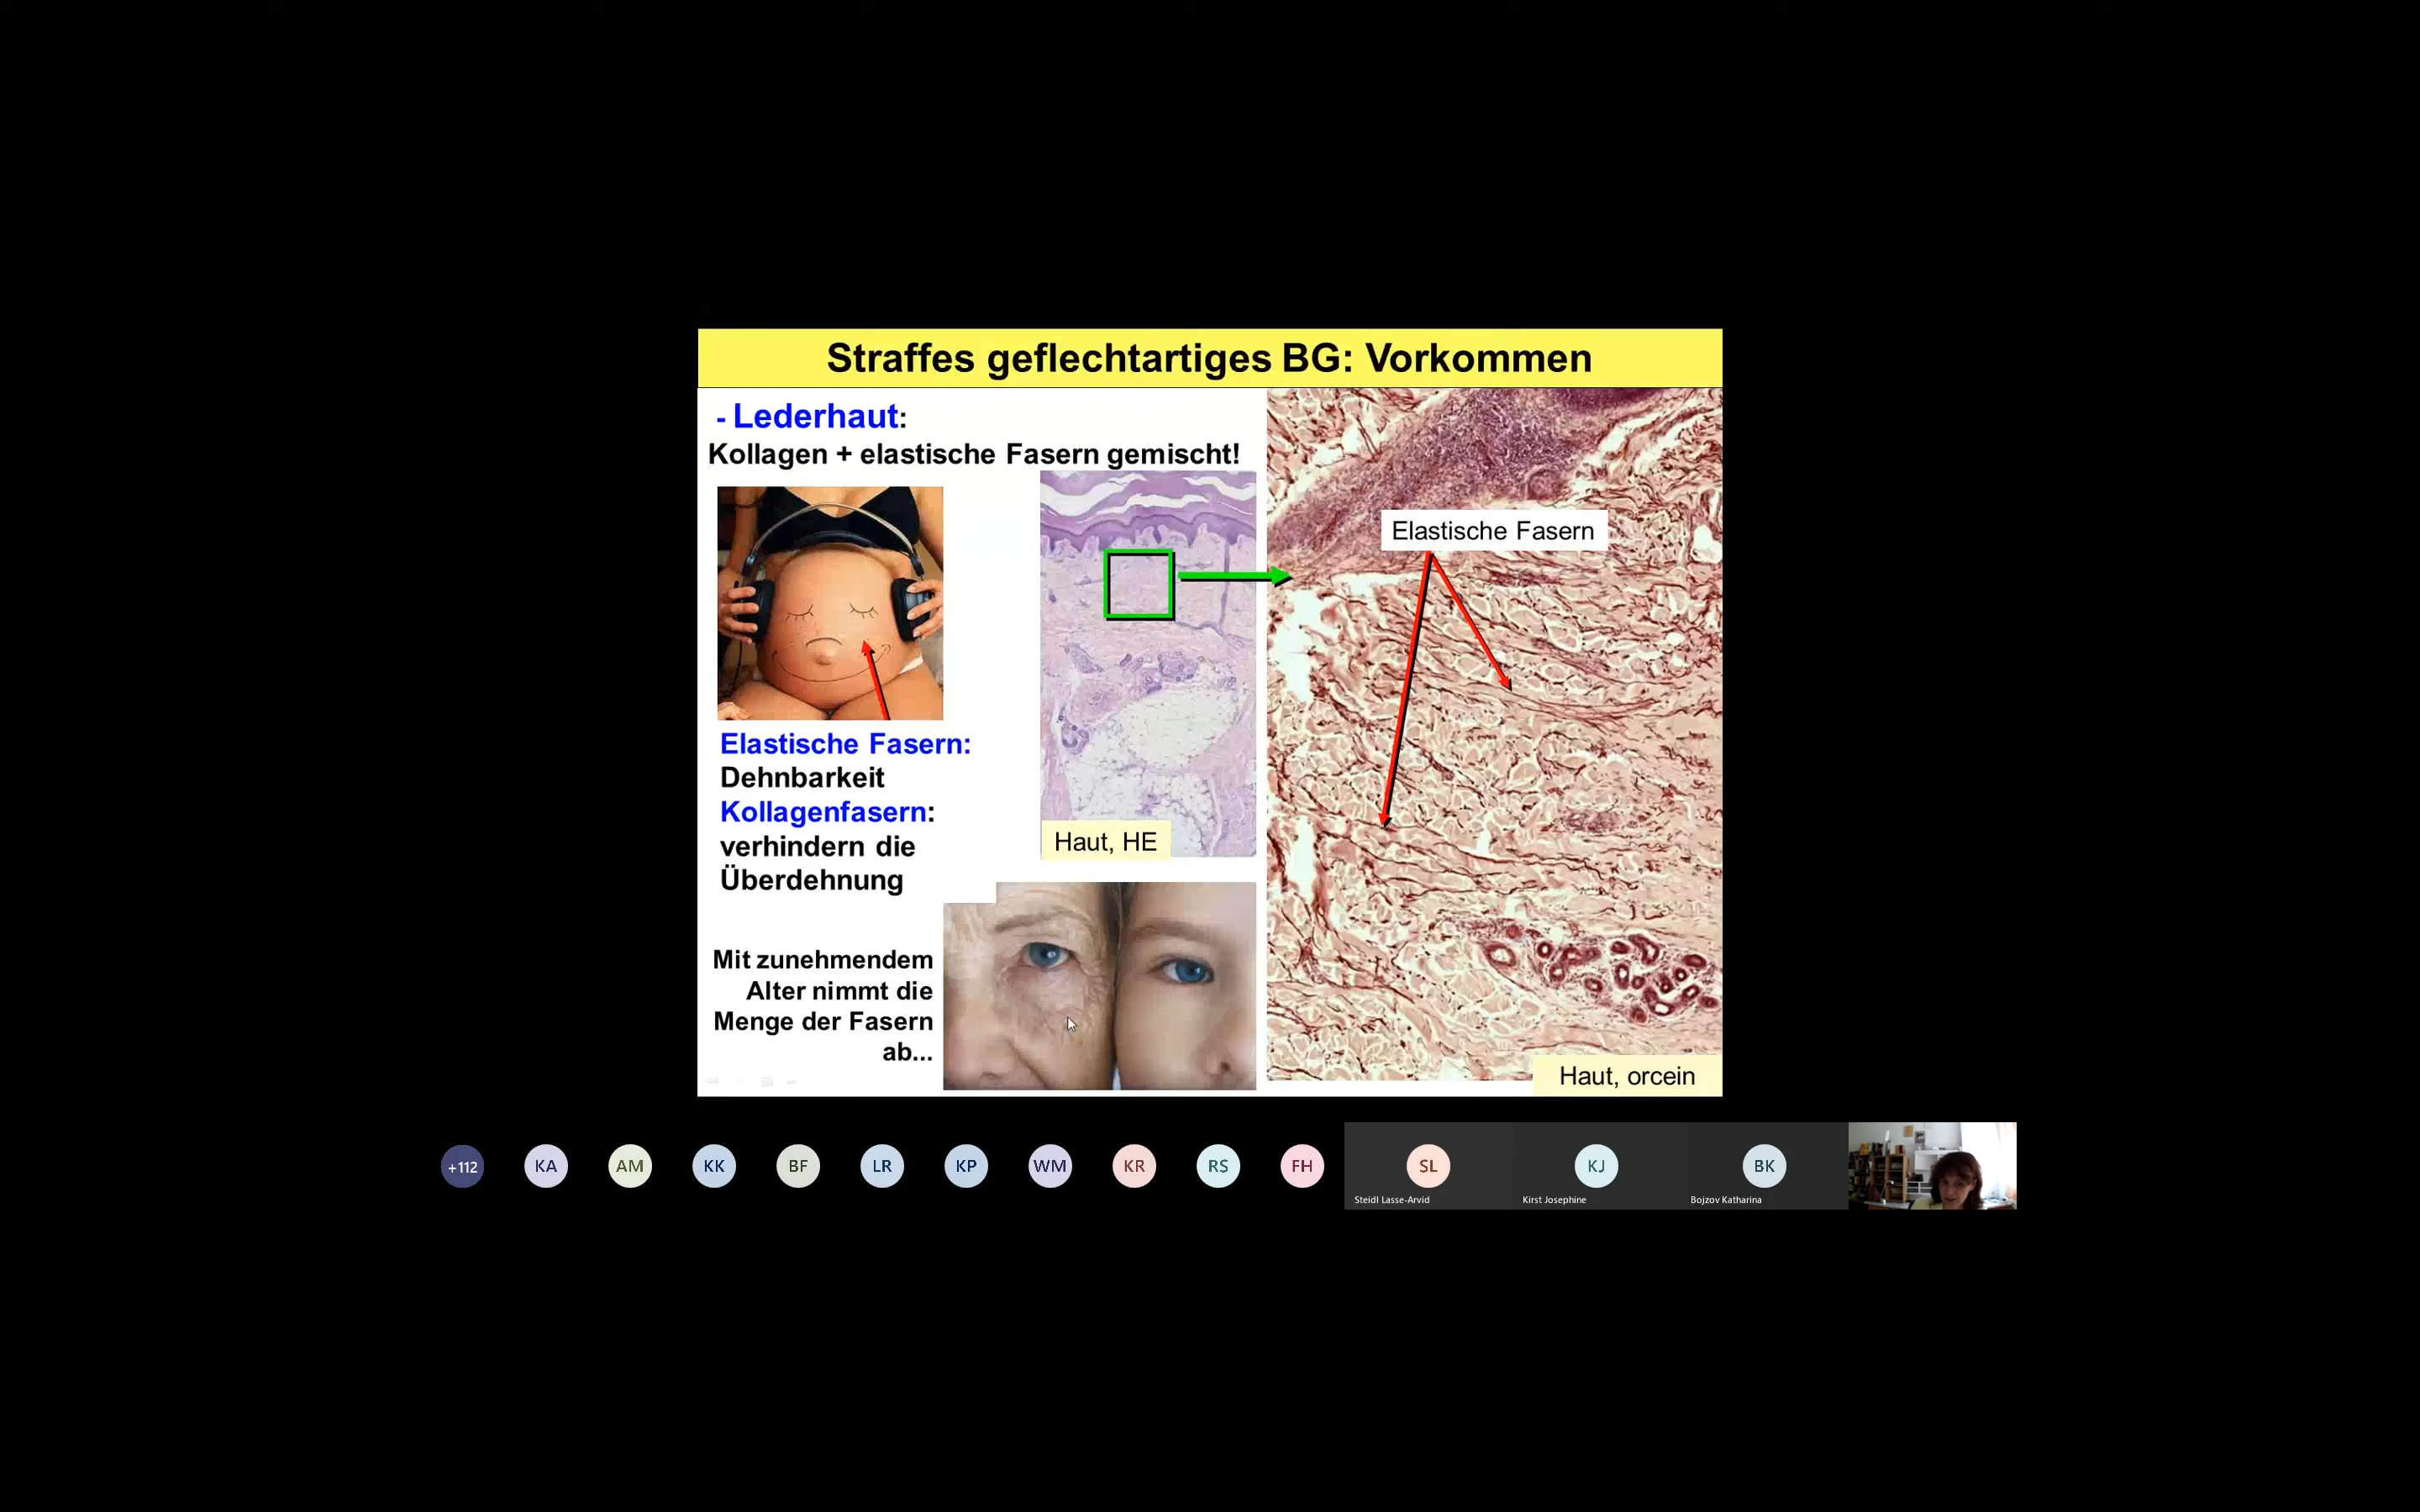 Straffes geflechtartiges BG: Vorkommen
- Lederhaut:
Kollagen + elastische Fasern gemischt!
Elastische Fasern
Elastische Fasern:
Dehnbarkeit
Kollagenfasern:
verhindern die
Überdehnung
Haut, HE
Mit zunehmendem
Alter nimmt die
Menge der Fasern
ab...
Haut, orcein
+112
KA
AM
KK
BF
LR
KP
WM
KR
RS
FH
SL
Steidl Lasse-Arvid
KJ
Kirst Josephine
BK
Bojzov Katharina